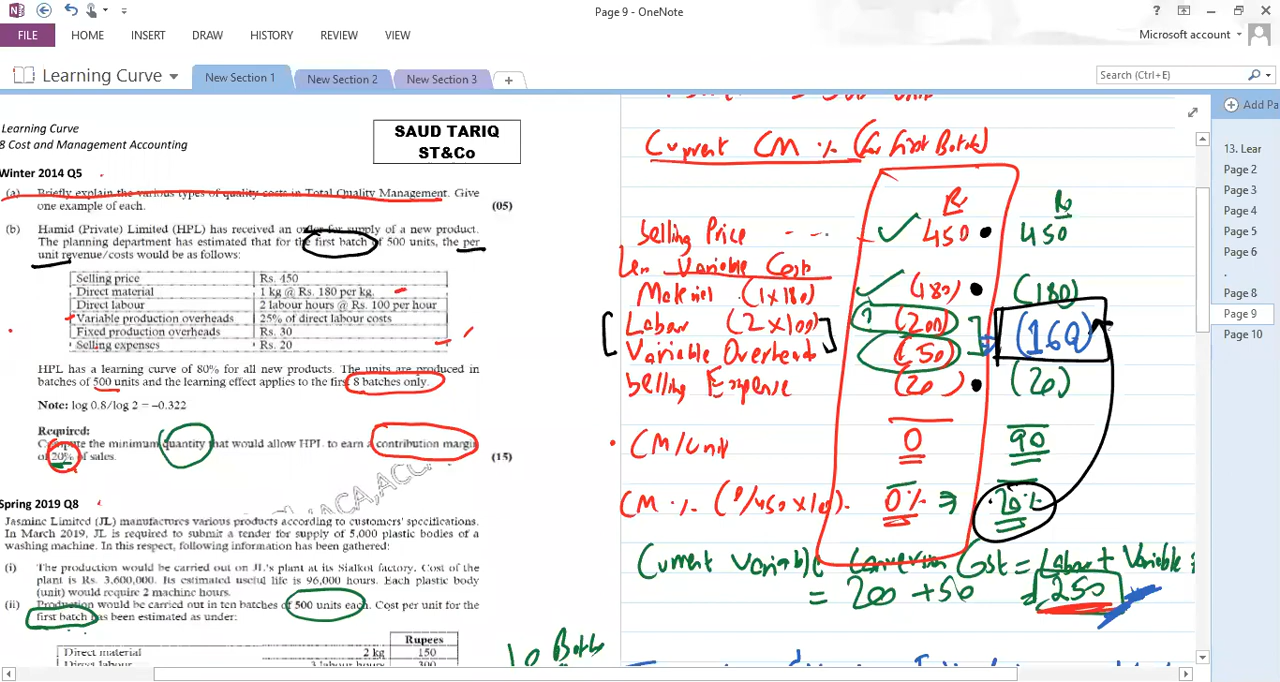 Page 9 - OneNote
FILE HOME INSERT DRAW HISTORY REVIEW VIEW
Microsoft account
Learning Curve New Section 1 New Section 2 New Section 3 +
Search (Ctrl+E)
Add Pa
13. Lear
Page 2
Page 3
Page 4
Page 5
Page 6
.
Page 8
Page 9
Page 10
Learning Curve
8 Cost and Management Accounting
SAUD TARIQ
ST&Co
Winter 2014 Q5
(a) Briefly explain the various types of quality costs in Total Quality Management. Give
one example of each. (05)
(b) Hamid (Private) Limited (HPL) has received an order for supply of a new product.
The planning department has estimated that for the first batch of 500 units, the per
unit revenue/costs would be as follows:
Selling price Rs. 450
Direct material 1 kg @ Rs. 180 per kg.
Direct labour 2 labour hours @ Rs. 100 per hour
Variable production overheads 25% of direct labour costs
Fixed production overheads Rs. 30
Selling expenses Rs. 20
HPL has a learning curve of 80% for all new products. The units are produced in
batches of 500 units and the learning effect applies to the first 8 batches only.
Note: log 0.8/log 2 = –0.322
Required:
Compute the minimum quantity that would allow HPL to earn a contribution margin
of 20% of sales. (15)
Spring 2019 Q8
Jasmine Limited (JL) manufactures various products according to customers' specifications.
In March 2019, JL is required to submit a tender for supply of 5,000 plastic bodies of a
washing machine. In this respect, following information has been gathered:
(i) The production would be carried out on JL's plant at its Sialkot factory. Cost of the
plant is Rs. 3,600,000. Its estimated useful life is 96,000 hours. Each plastic body
(unit) would require 2 machine hours.
(ii) Production would be carried out in ten batches of 500 units each. Cost per unit for the
first batch has been estimated as under:
Rupees
Direct material 2 kg 150
Direct labour 3 labour hours 300
Current CM % (for First Batch)
Rs Rs
Selling Price 450 450
Less Variable Cost
Material (1x180) (180) (180)
Labar (2x100) (200) (160)
Variable Overheads (50)
Selling Expense (20) (20)
CM/Unit 0 90
CM % (0/450 x100). 0% ⇒ 20%
Current Variable Conversion Cost = Labar + Variable
= 200 + 50 = 250
10 Batch